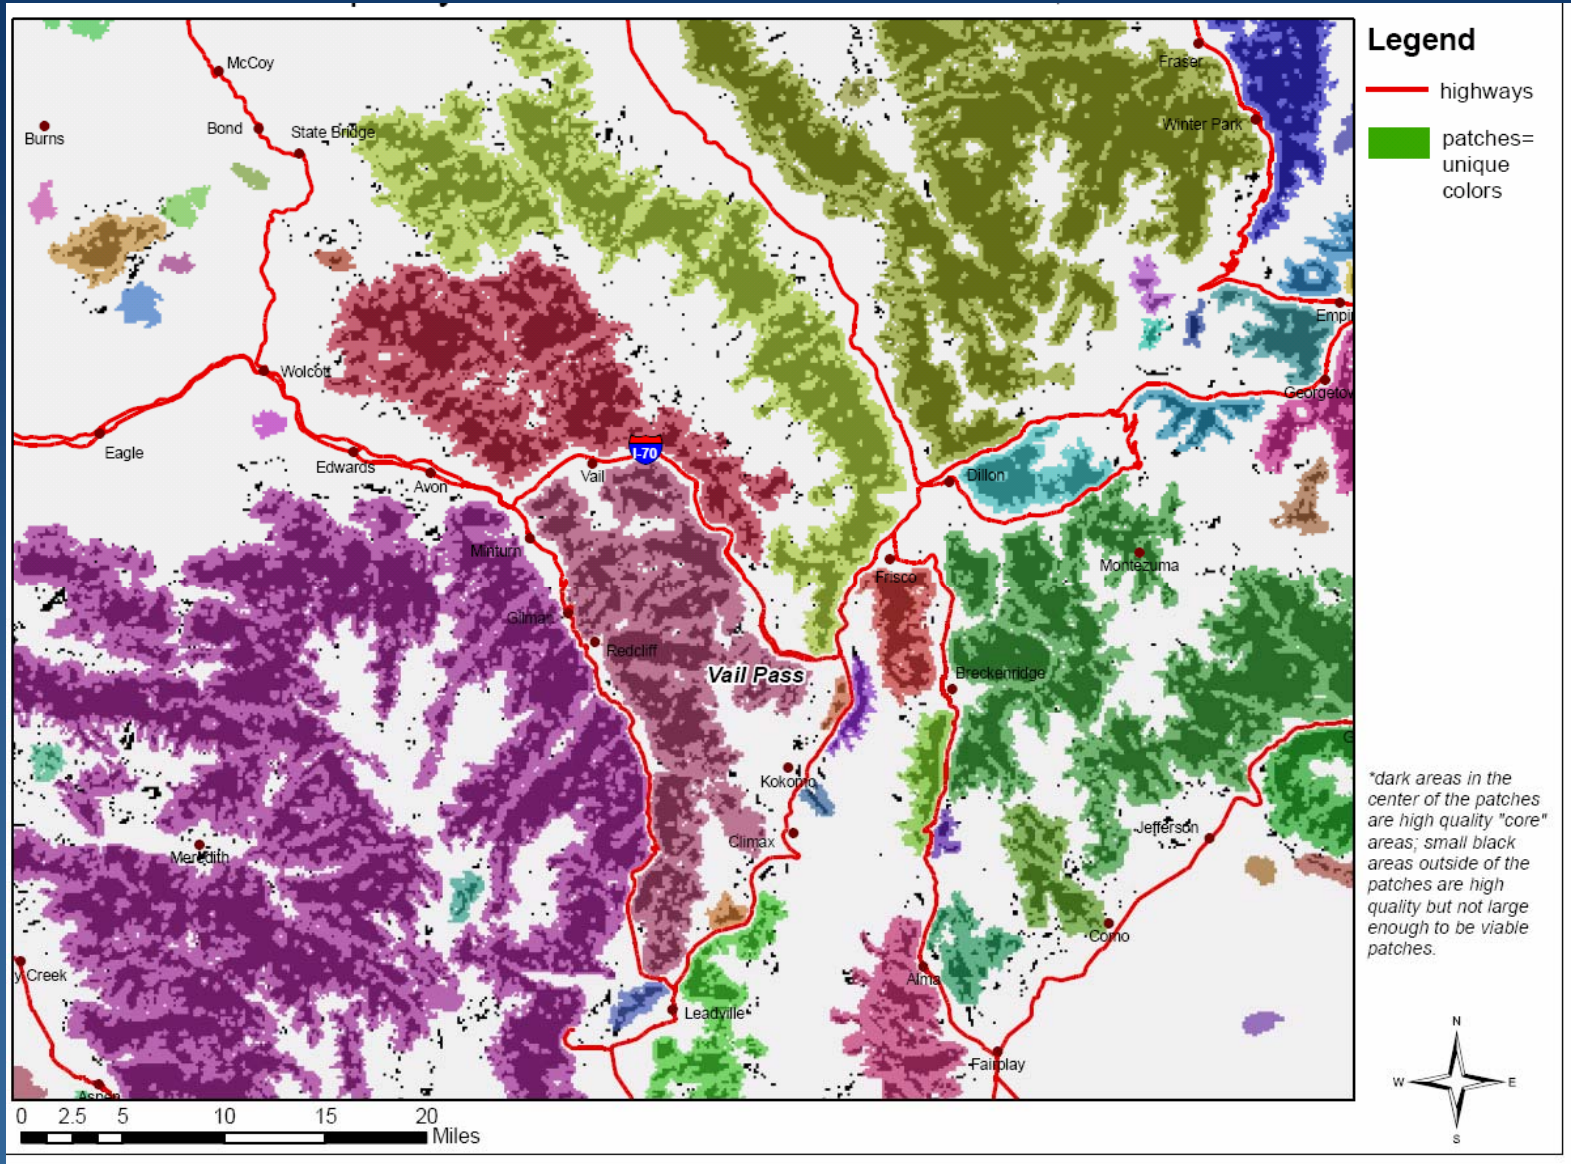 Legend
highways
patches=
unique
colors
McCoy
Fraser
Bond
State Bridge
Winter Park
Burns
Empir
Wolcott
Georgetow
Eagle
I-70
Edwards
Vail
Dillon
Avon
Minturn
Montezuma
Frisco
Gilman
Redcliff
Vail Pass
Breckenridge
G
Kokomo
*dark areas in the
center of the patches
are high quality "core"
areas; small black
areas outside of the
patches are high
quality but not large
enough to be viable
patches.
Climax
Jefferson
Meredith
Como
y Creek
Alma
Leadville
Fairplay
Aspen
N
W
E
S
0 2.5 5 10 15 20
Miles